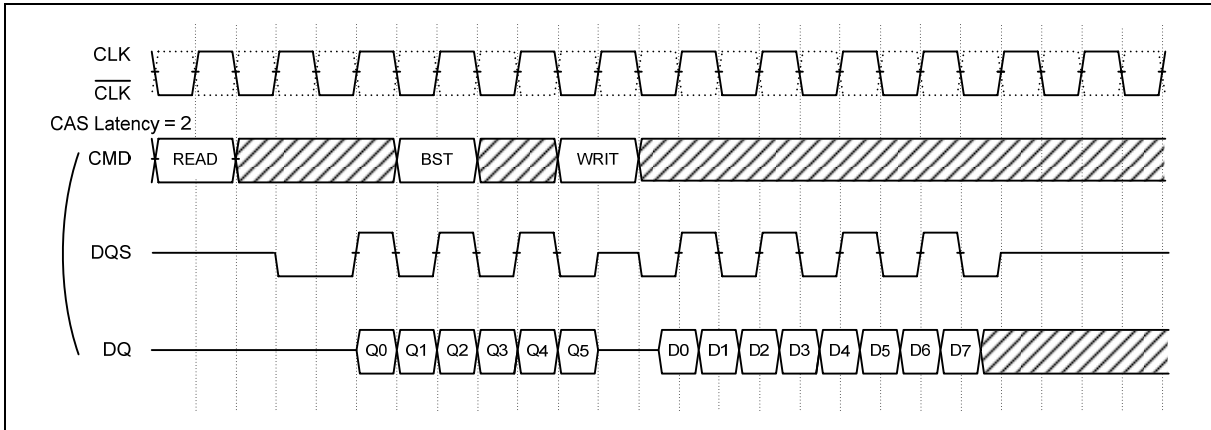 CLK
CLK
CAS Latency = 2
CMD READ BST WRIT
DQS
DQ Q0 Q1 Q2 Q3 Q4 Q5 D0 D1 D2 D3 D4 D5 D6 D7